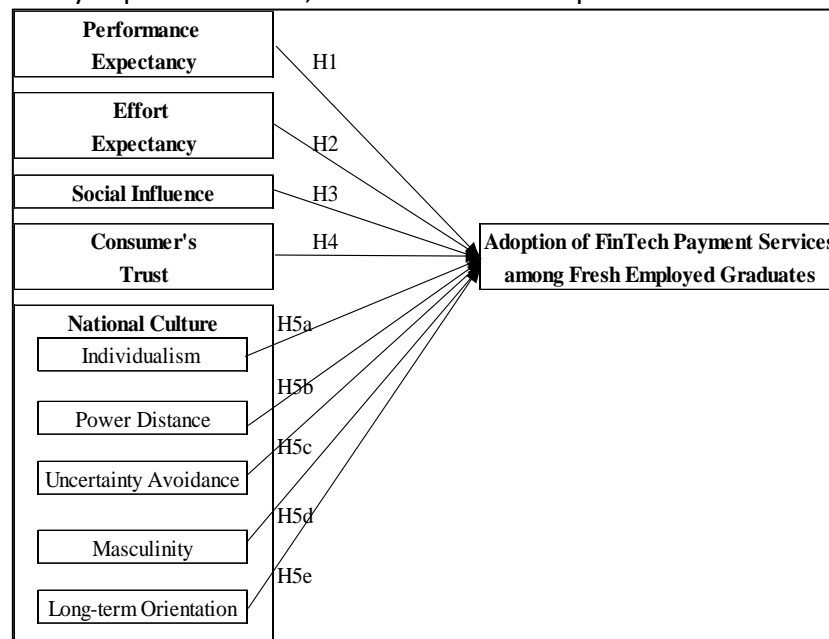 Performance
Expectancy
H1
Effort
Expectancy
H2
Social Influence
H3
Consumer's
Trust
H4
Adoption of FinTech Payment Services
among Fresh Employed Graduates
National Culture
H5a
Individualism
H5b
Power Distance
H5c
Uncertainty Avoidance
H5d
Masculinity
H5e
Long-term Orientation